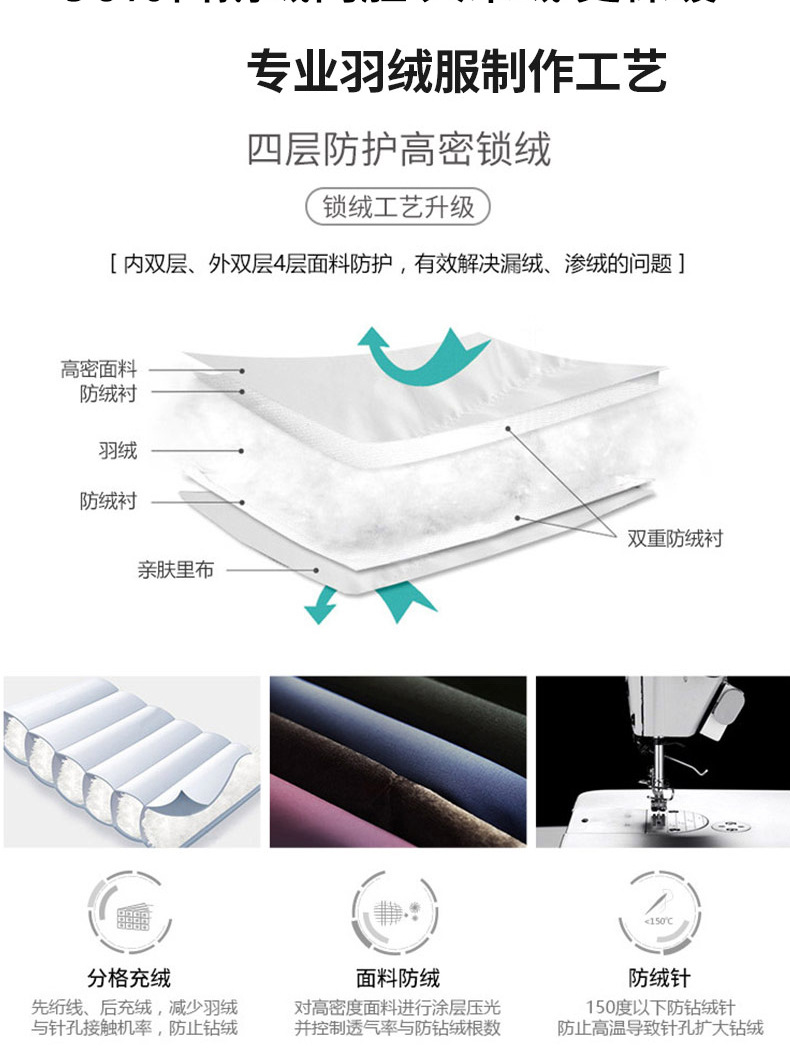 专业羽绒服制作工艺
四层防护高密锁绒
锁绒工艺升级
[ 内双层、外双层4层面料防护，有效解决漏绒、渗绒的问题 ]
高密面料
防绒衬
羽绒
防绒衬
双重防绒衬
亲肤里布
<150℃
分格充绒
面料防绒
防绒针
先绗线、后充绒，减少羽绒
与针孔接触机率，防止钻绒
对高密度面料进行涂层压光
并控制透气率与防钻绒根数
150度以下防钻绒针
防止高温导致针孔扩大钻绒